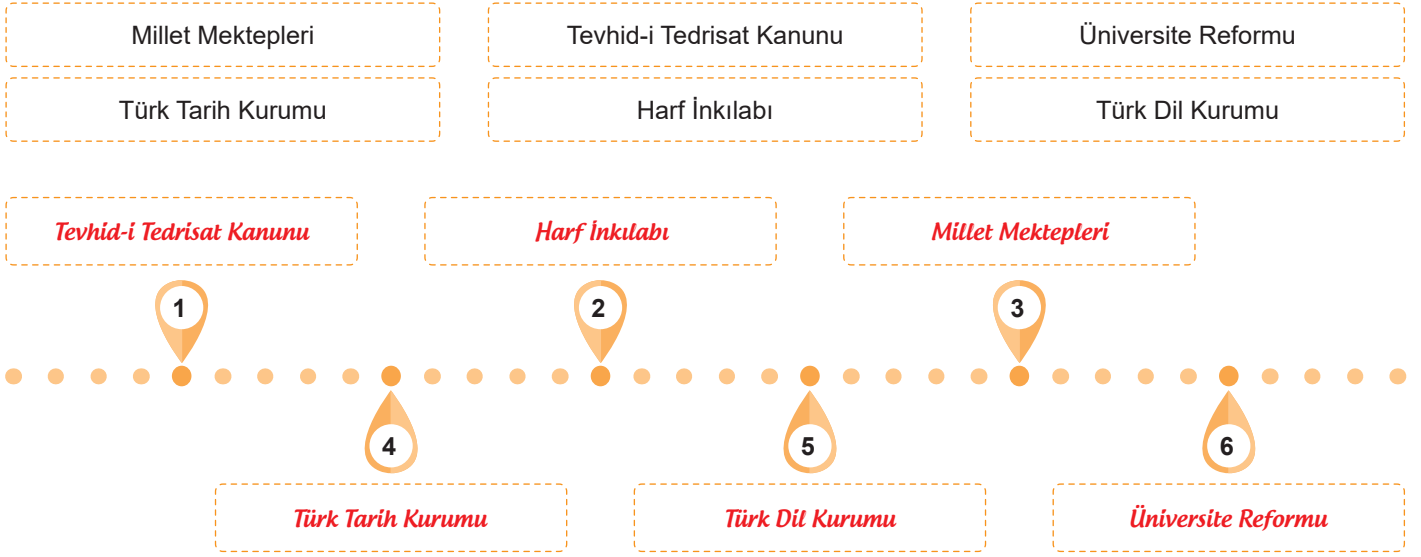 Millet Mektepleri
Tevhid-i Tedrisat Kanunu
Üniversite Reformu
Türk Tarih Kurumu
Harf İnkılabı
Türk Dil Kurumu
Tevhid-i Tedrisat Kanunu
Harf İnkılabı
Millet Mektepleri
1
2
3
4
5
6
Türk Tarih Kurumu
Türk Dil Kurumu
Üniversite Reformu